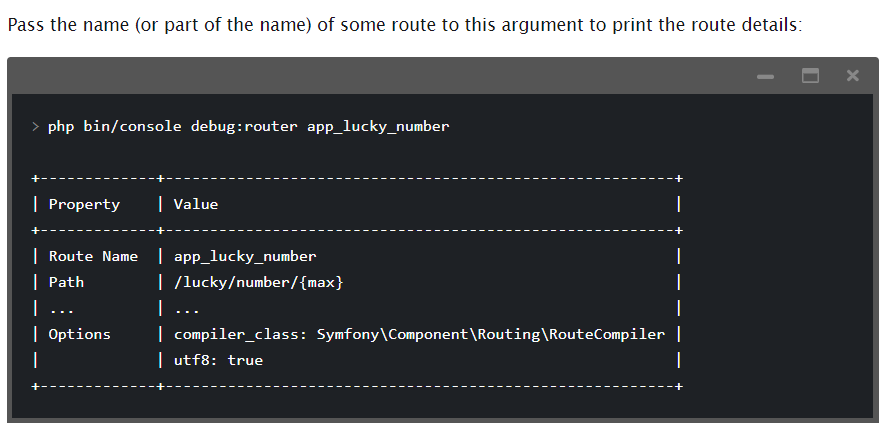 Pass the name (or part of the name) of some route to this argument to print the route details:
> php bin/console debug:router app_lucky_number
+-------------+---------------------------------------------------------+
| Property    | Value                                                   |
+-------------+---------------------------------------------------------+
| Route Name  | app_lucky_number                                        |
| Path        | /lucky/number/{max}                                     |
| ...         | ...                                                     |
| Options     | compiler_class: Symfony\Component\Routing\RouteCompiler |
|             | utf8: true                                              |
+-------------+---------------------------------------------------------+